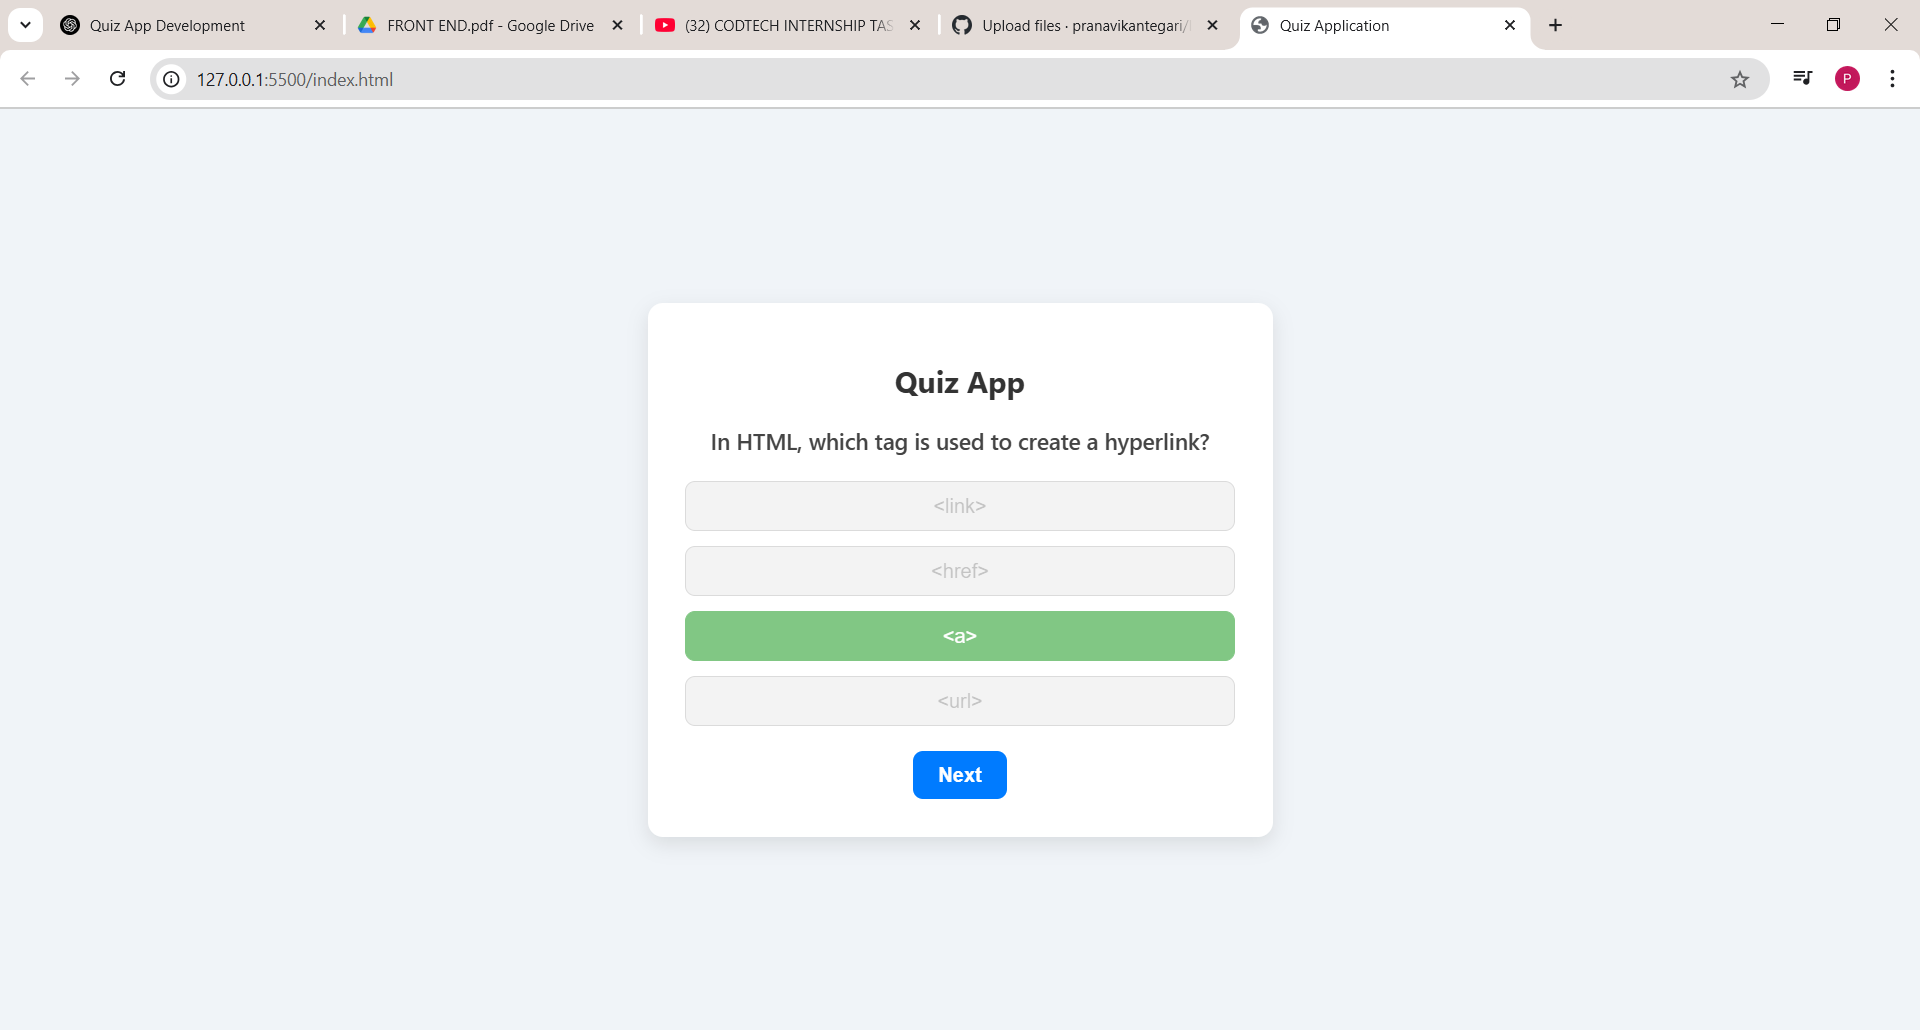 Quiz App Development
FRONT END.pdf - Google Drive
(32) CODTECH INTERNSHIP TAS
Upload files · pranavikantegari/
Quiz Application
127.0.0.1:5500/index.html
P
Quiz App
In HTML, which tag is used to create a hyperlink?
<link>
<href>
<a>
<url>
Next